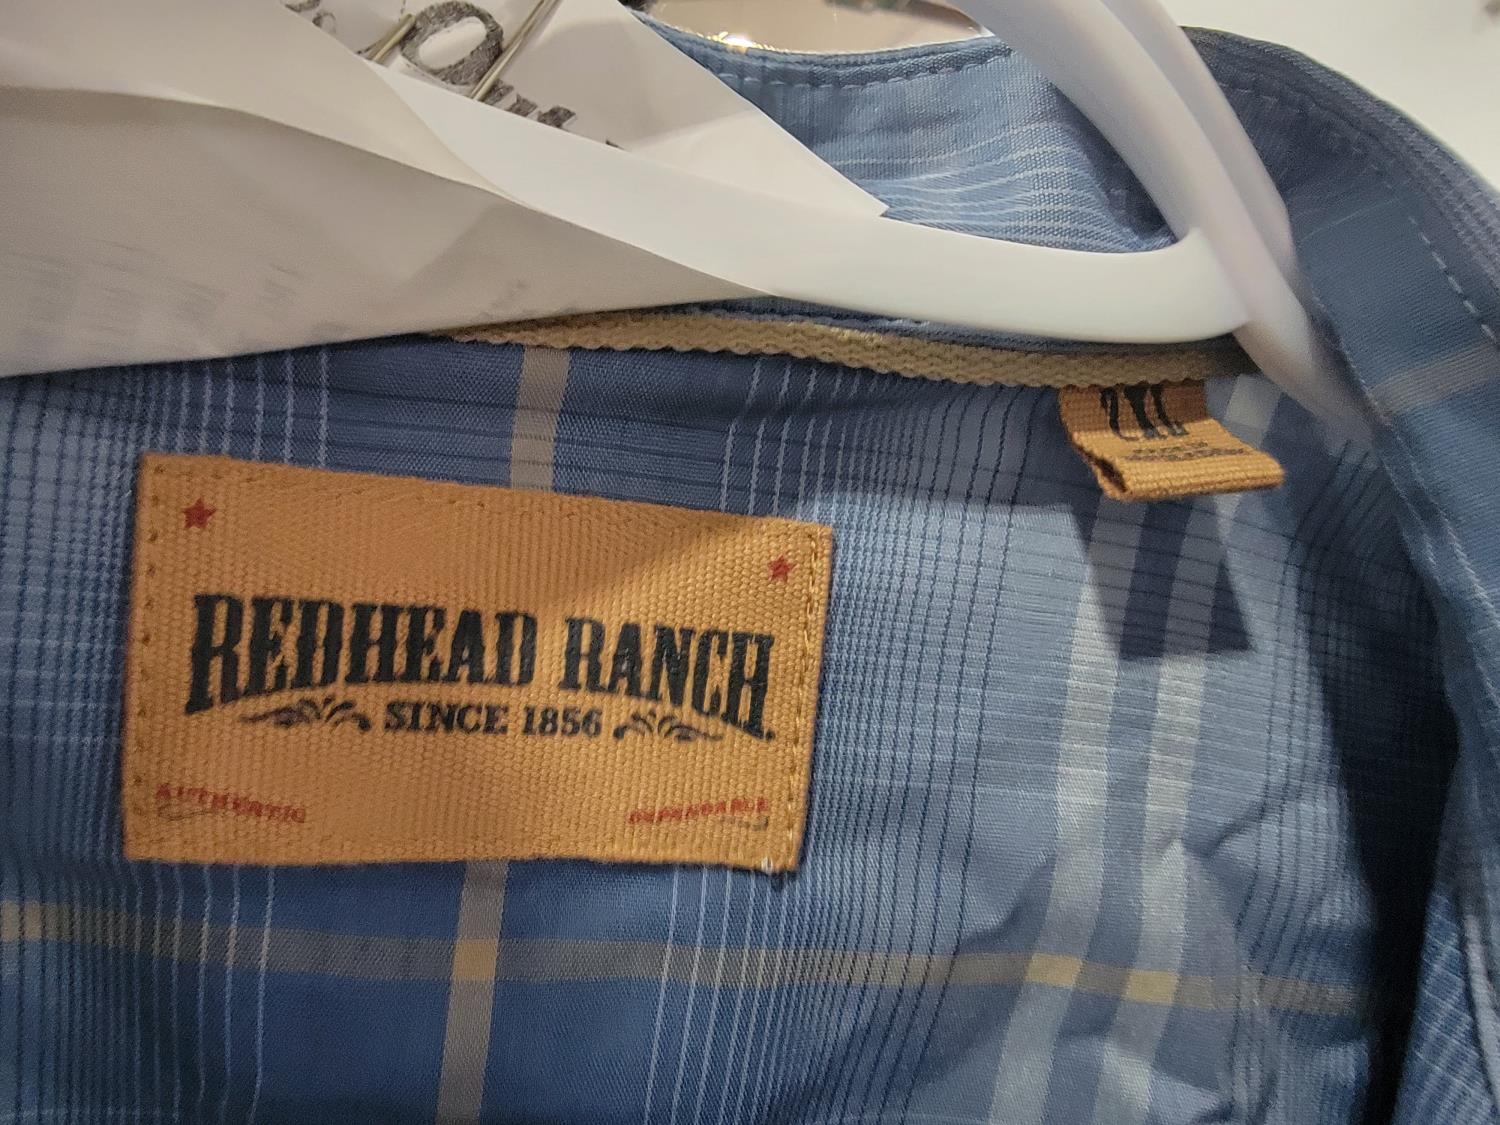 REDHEAD RANCH
SINCE 1856
AUTHENTIC DEPENDABLE
2XL